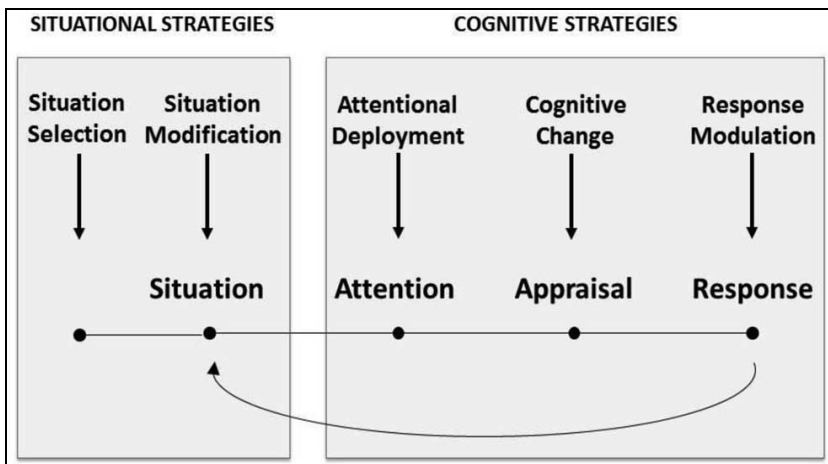 SITUATIONAL STRATEGIES
COGNITIVE STRATEGIES
Situation
Selection
Situation
Modification
Attentional
Deployment
Cognitive
Change
Response
Modulation
Situation
Attention
Appraisal
Response